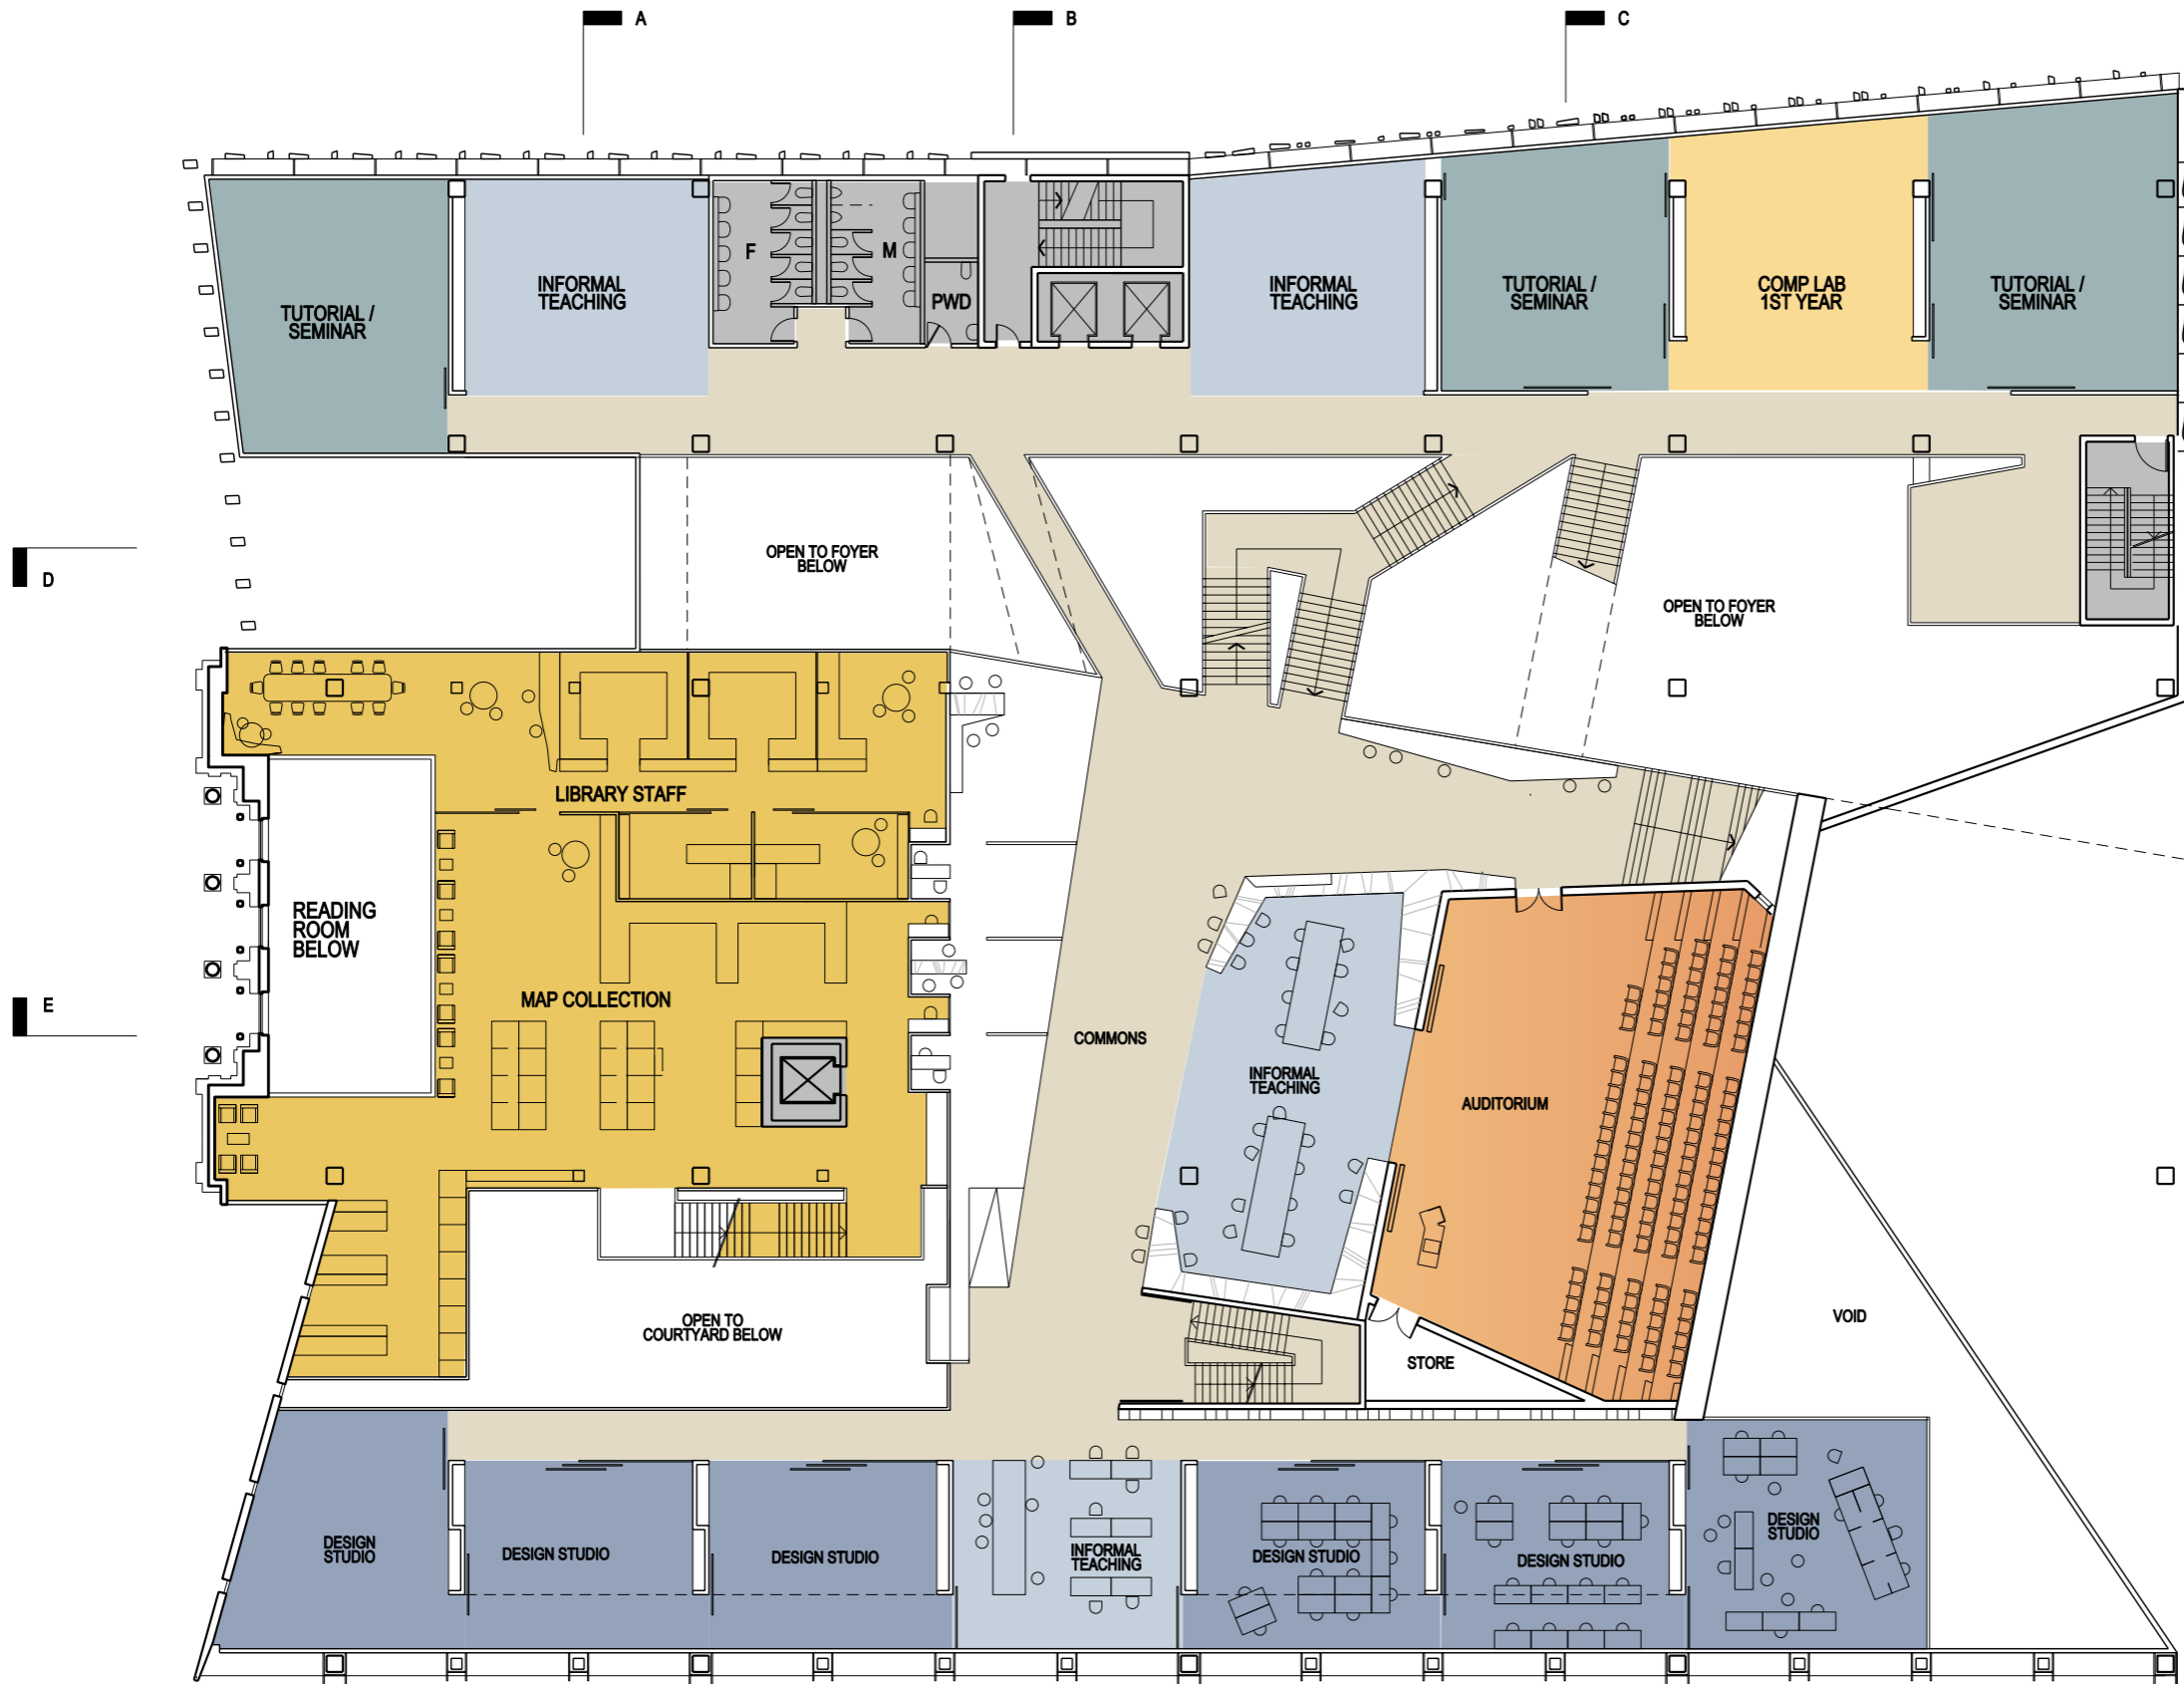 A
B
C
TUTORIAL /
SEMINAR
INFORMAL
TEACHING
F
M
PWD
INFORMAL
TEACHING
TUTORIAL /
SEMINAR
COMP LAB
1ST YEAR
TUTORIAL /
SEMINAR
D
OPEN TO FOYER
BELOW
OPEN TO FOYER
BELOW
LIBRARY STAFF
READING
ROOM
BELOW
E
MAP COLLECTION
COMMONS
INFORMAL
TEACHING
AUDITORIUM
OPEN TO
COURTYARD BELOW
STORE
VOID
DESIGN
STUDIO
DESIGN STUDIO
DESIGN STUDIO
INFORMAL
TEACHING
DESIGN STUDIO
DESIGN STUDIO
DESIGN
STUDIO